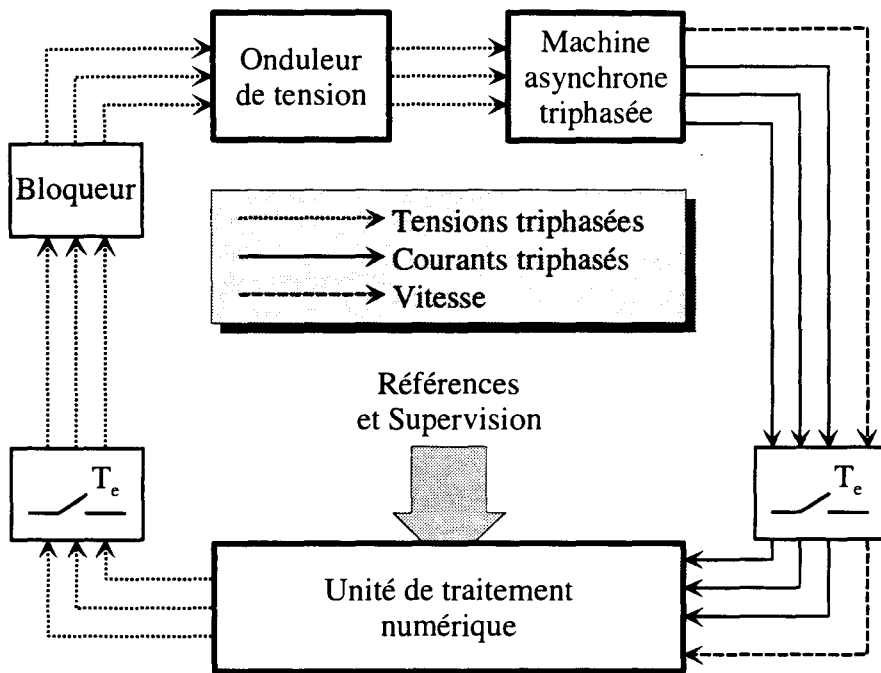 Onduleur
de tension
Machine
asynchrone
triphasée
Bloqueur
Tensions triphasées
Courants triphasés
Vitesse
Références
et Supervision
Te
Te
Unité de traitement
numérique